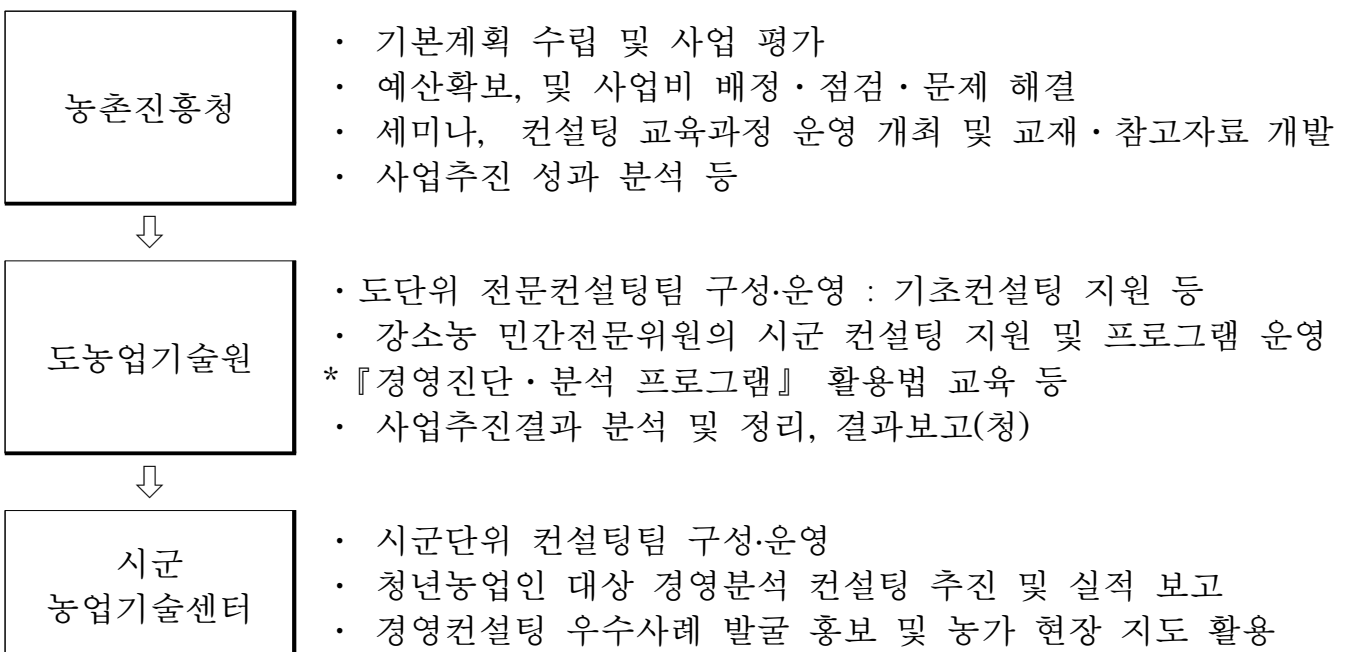 농촌진흥청
· 기본계획 수립 및 사업 평가
· 예산확보, 및 사업비 배정·점검·문제 해결
· 세미나, 컨설팅 교육과정 운영 개최 및 교재·참고자료 개발
· 사업추진 성과 분석 등
⇩
도농업기술원
·도단위 전문컨설팅팀 구성·운영 : 기초컨설팅 지원 등
· 강소농 민간전문위원의 시군 컨설팅 지원 및 프로그램 운영
*『경영진단·분석 프로그램』 활용법 교육 등
· 사업추진결과 분석 및 정리, 결과보고(청)
⇩
시군
농업기술센터
· 시군단위 컨설팅팀 구성·운영
· 청년농업인 대상 경영분석 컨설팅 추진 및 실적 보고
· 경영컨설팅 우수사례 발굴 홍보 및 농가 현장 지도 활용